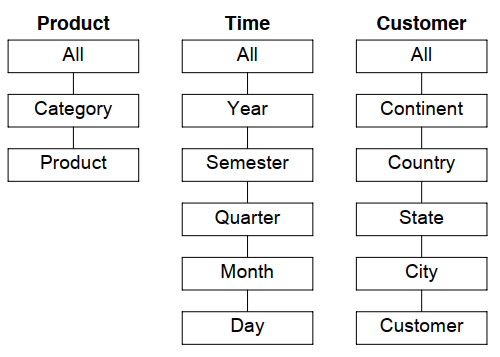 Product
All
Category
Product
Time
All
Year
Semester
Quarter
Month
Day
Customer
All
Continent
Country
State
City
Customer